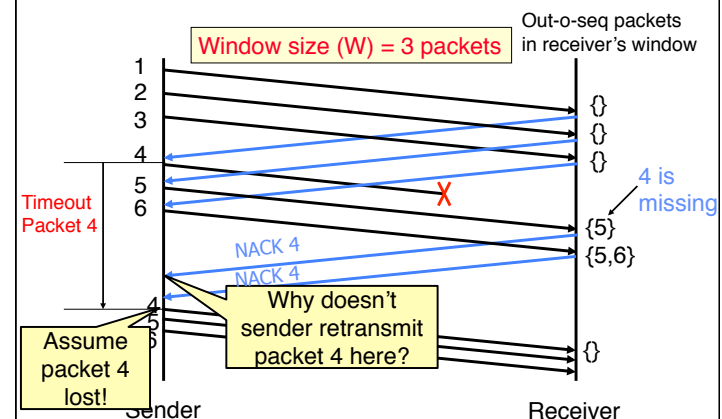 Out-o-seq packets
in receiver's window
Window size (W) = 3 packets
1
2
3
4
5
6
{}
{}
{}
Timeout
Packet 4
4 is
missing
{5}
{5,6}
NACK 4
NACK 4
Why doesn't
sender retransmit
packet 4 here?
4
5
6
Assume
packet 4
lost!
{}
Sender
Receiver